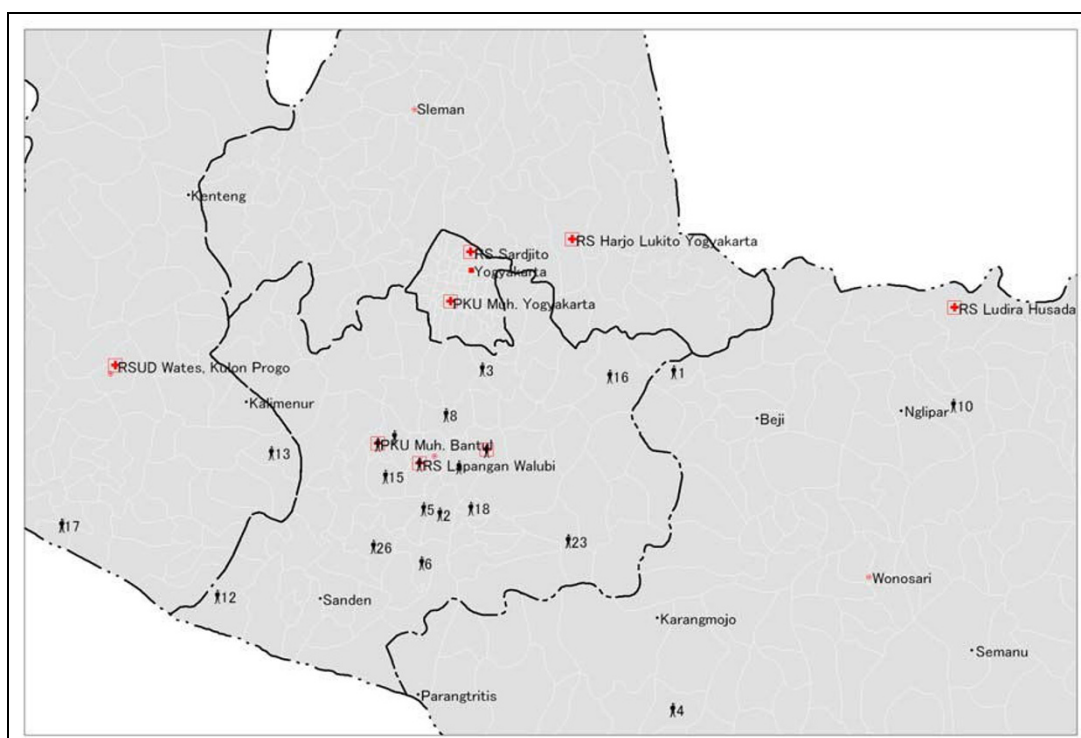 Sleman
Kenteng
RS Harjo Lukito Yogyakarta
RS Sardjito
Yogyakarta
PKU Muh. Yogyakarta
RS Ludira Husada
RSUD Wates, Kulon Progo
3
16
1
Kalimenur
Nglipar
10
8
Beji
PKU Muh. Bantul
13
RS Lapangan Walubi
15
5
2
18
17
26
23
6
Wonosari
12
Sanden
Karangmojo
Semanu
Parangtritis
4